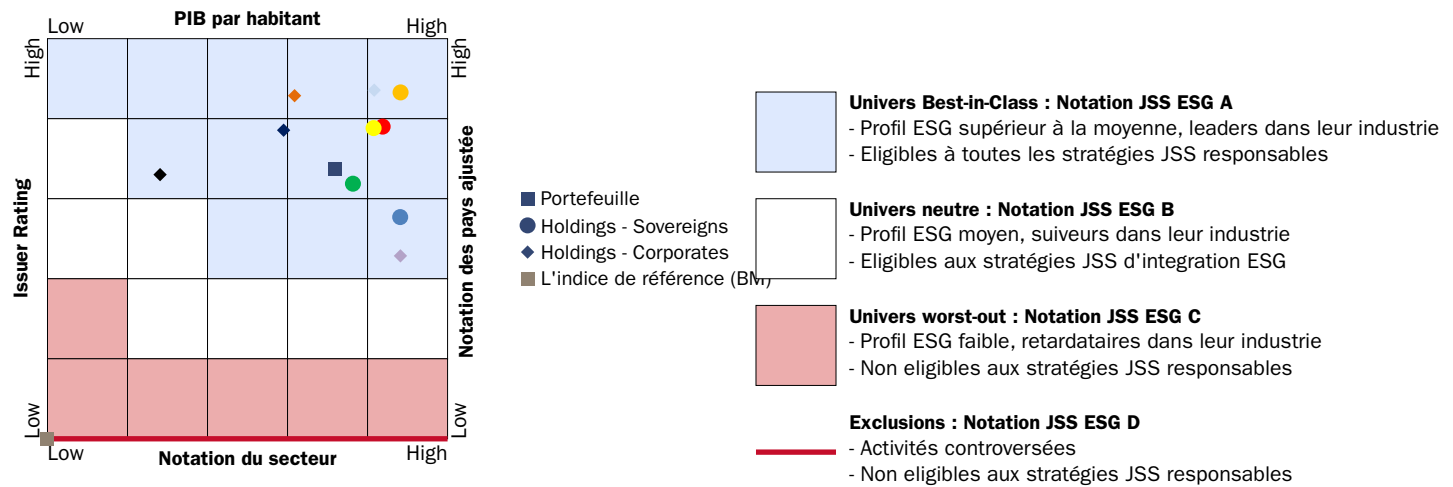 PIB par habitant
Low
High
High
High
Issuer Rating
Notation des pays ajustée
Low
Low
Low
High
Notation du secteur
Portefeuille
Holdings - Sovereigns
Holdings - Corporates
L'indice de référence (BM)
Univers Best-in-Class : Notation JSS ESG A
- Profil ESG supérieur à la moyenne, leaders dans leur industrie
- Eligibles à toutes les stratégies JSS responsables
Univers neutre : Notation JSS ESG B
- Profil ESG moyen, suiveurs dans leur industrie
- Eligibles aux stratégies JSS d'integration ESG
Univers worst-out : Notation JSS ESG C
- Profil ESG faible, retardataires dans leur industrie
- Non eligibles aux stratégies JSS responsables
Exclusions : Notation JSS ESG D
- Activités controversées
- Non eligibles aux stratégies JSS responsables